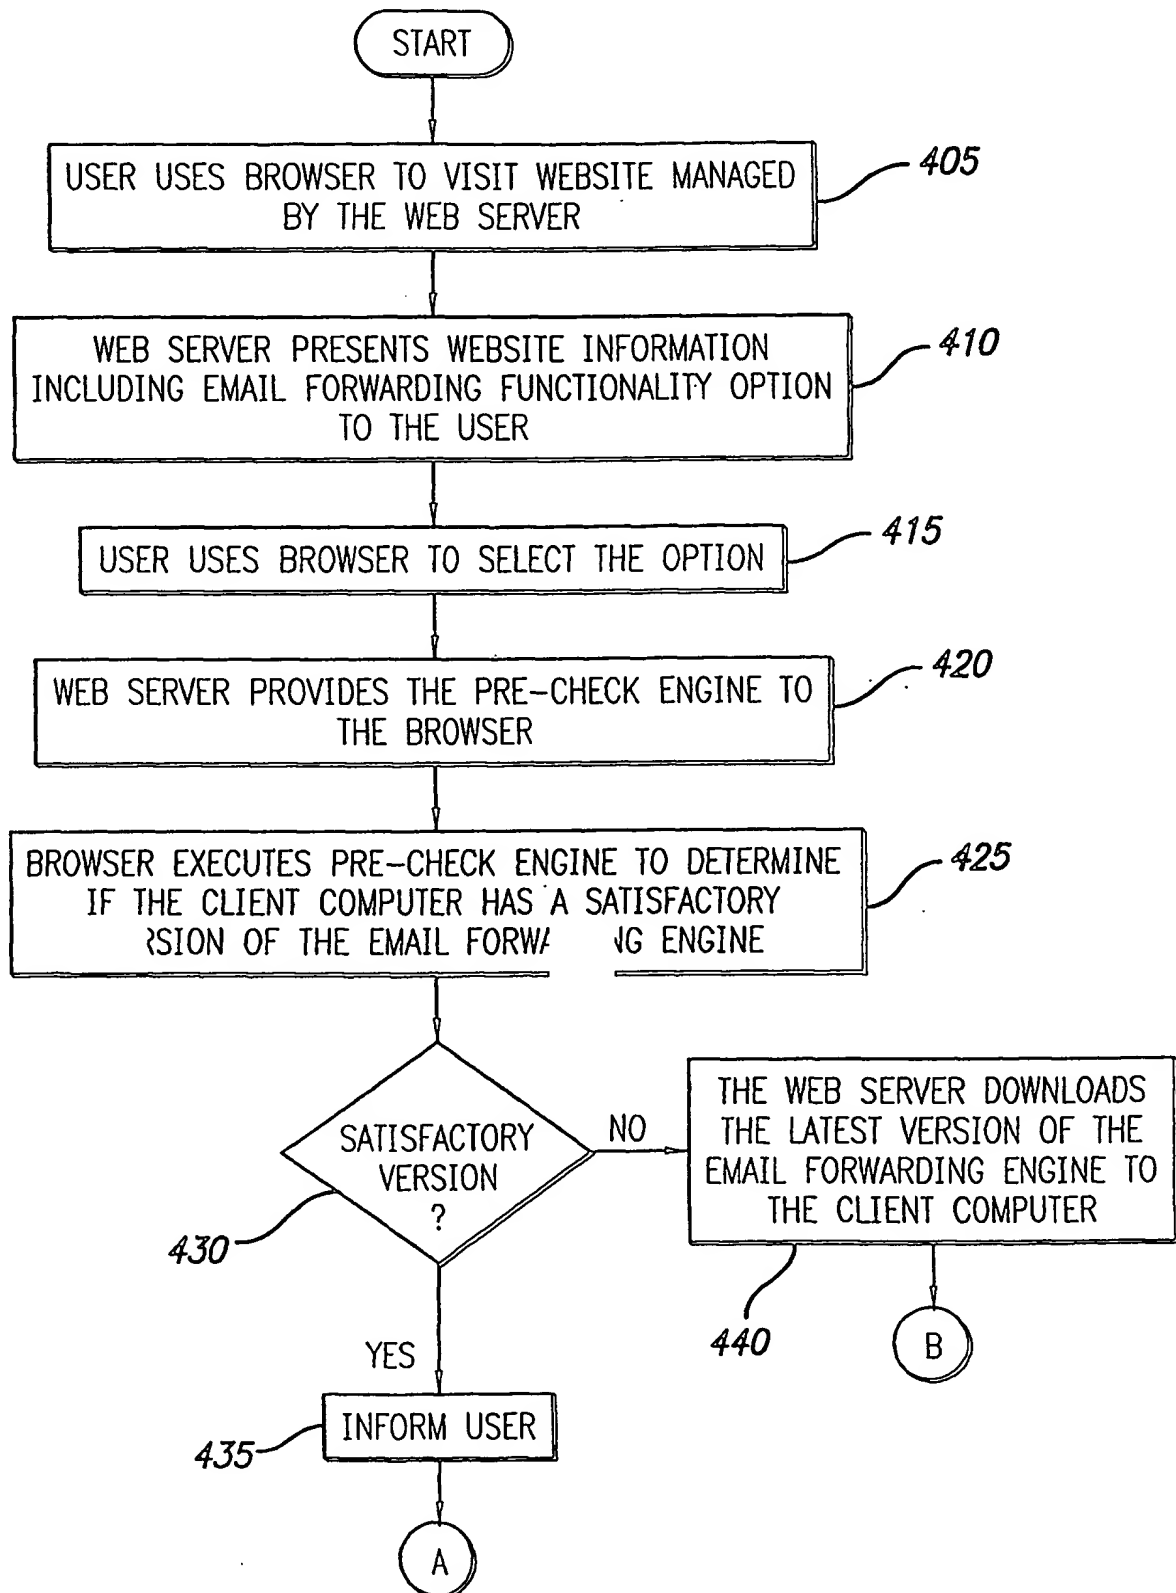 START
USER USES BROWSER TO VISIT WEBSITE MANAGED
BY THE WEB SERVER
405
WEB SERVER PRESENTS WEBSITE INFORMATION
INCLUDING EMAIL FORWARDING FUNCTIONALITY OPTION
TO THE USER
410
USER USES BROWSER TO SELECT THE OPTION
415
WEB SERVER PROVIDES THE PRE-CHECK ENGINE TO
THE BROWSER
420
BROWSER EXECUTES PRE-CHECK ENGINE TO DETERMINE
IF THE CLIENT COMPUTER HAS A SATISFACTORY
OF THE EMAIL ENGINE
425
SATISFACTORY
VERSION
?
430
NO
THE WEB SERVER DOWNLOADS
THE LATEST VERSION OF THE
EMAIL FORWARDING ENGINE TO
THE CLIENT COMPUTER
440
B
YES
INFORM USER
435
A